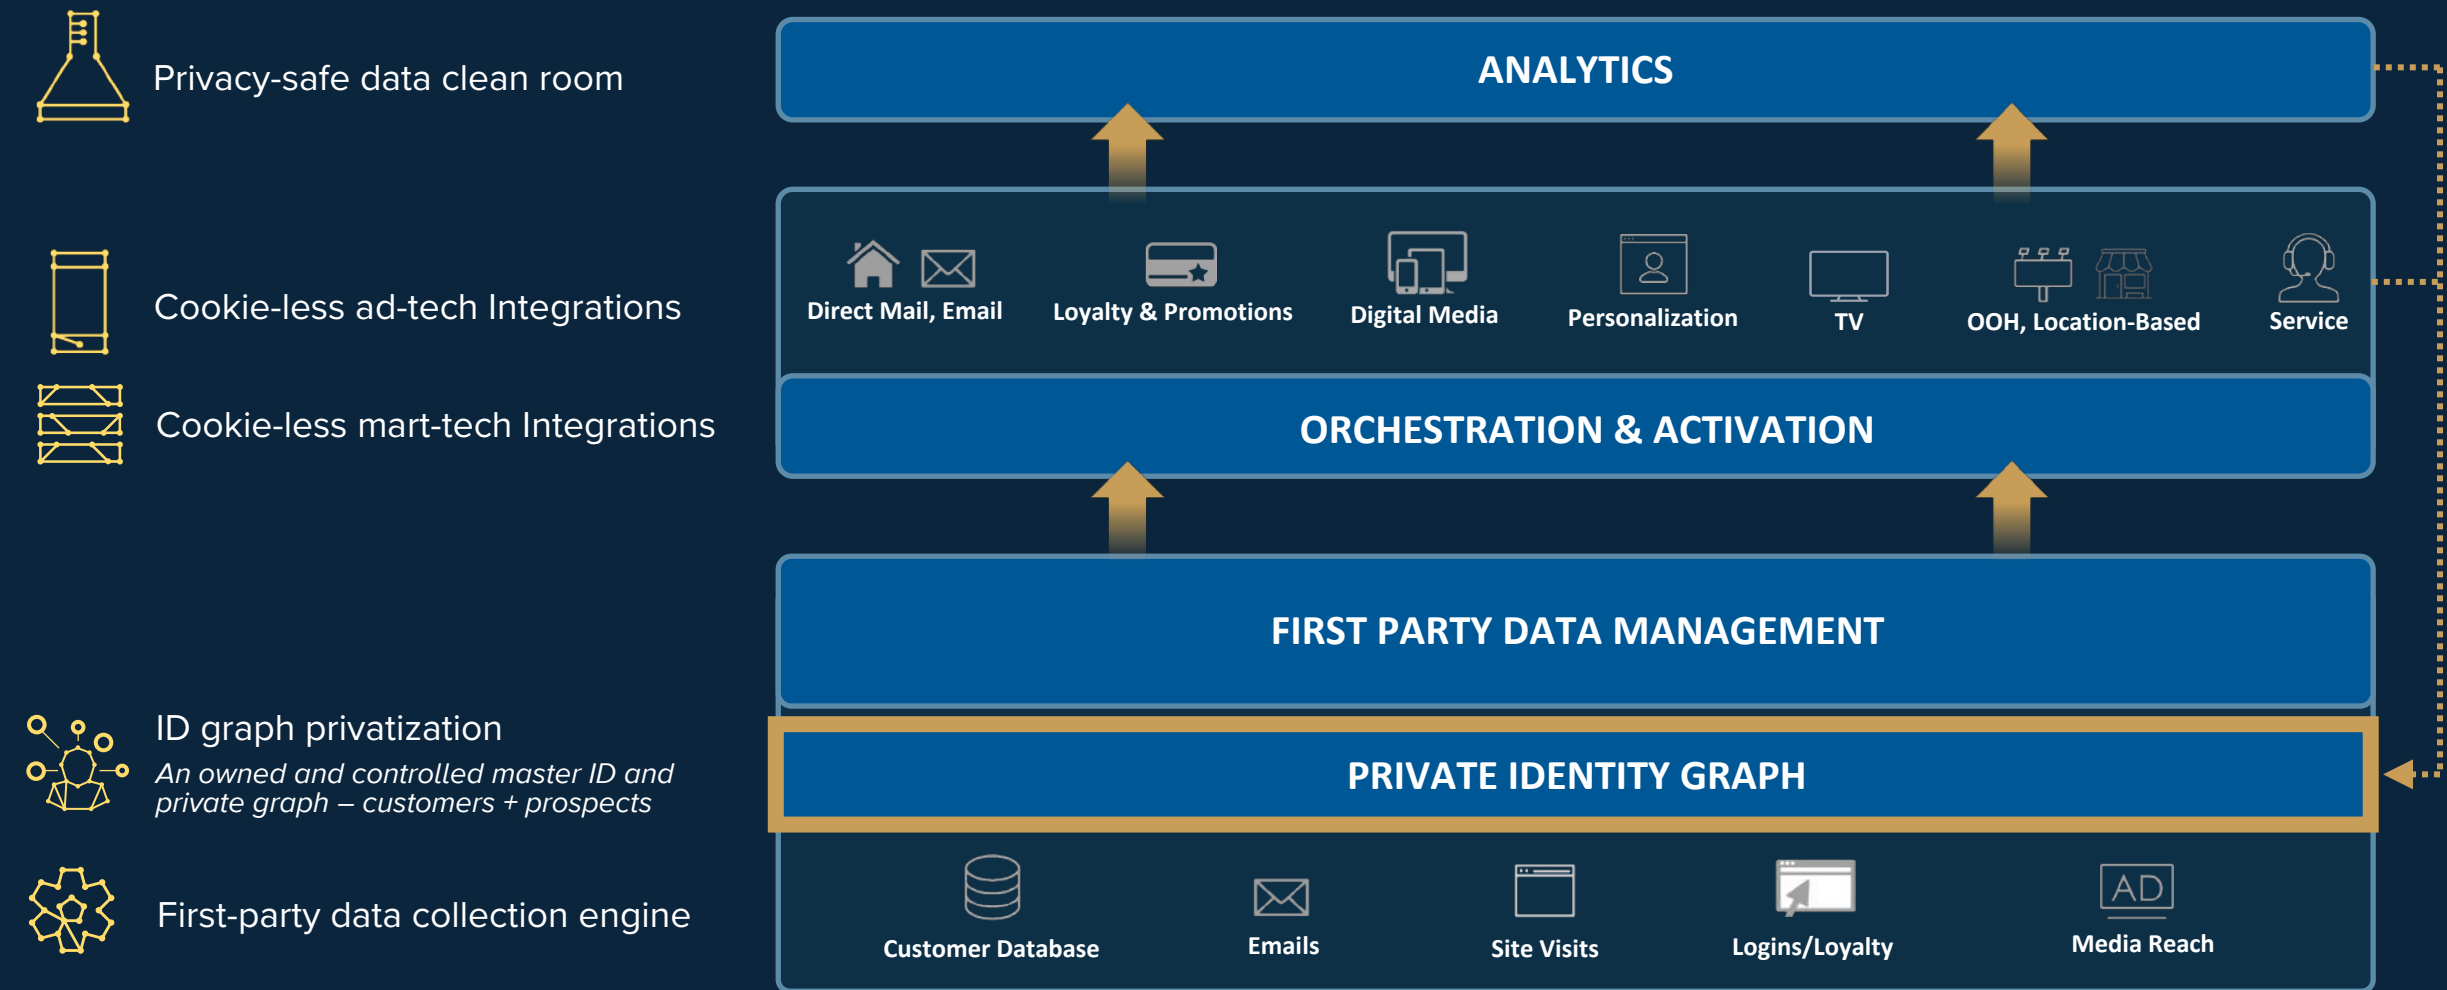 Privacy-safe data clean room
ANALYTICS
Cookie-less ad-tech Integrations
Direct Mail, Email
Loyalty & Promotions
Digital Media
Personalization
TV
OOH, Location-Based
Service
Cookie-less mart-tech Integrations
ORCHESTRATION & ACTIVATION
FIRST PARTY DATA MANAGEMENT
ID graph privatization
An owned and controlled master ID and
private graph – customers + prospects
PRIVATE IDENTITY GRAPH
First-party data collection engine
Customer Database
Emails
Site Visits
Logins/Loyalty
AD
Media Reach